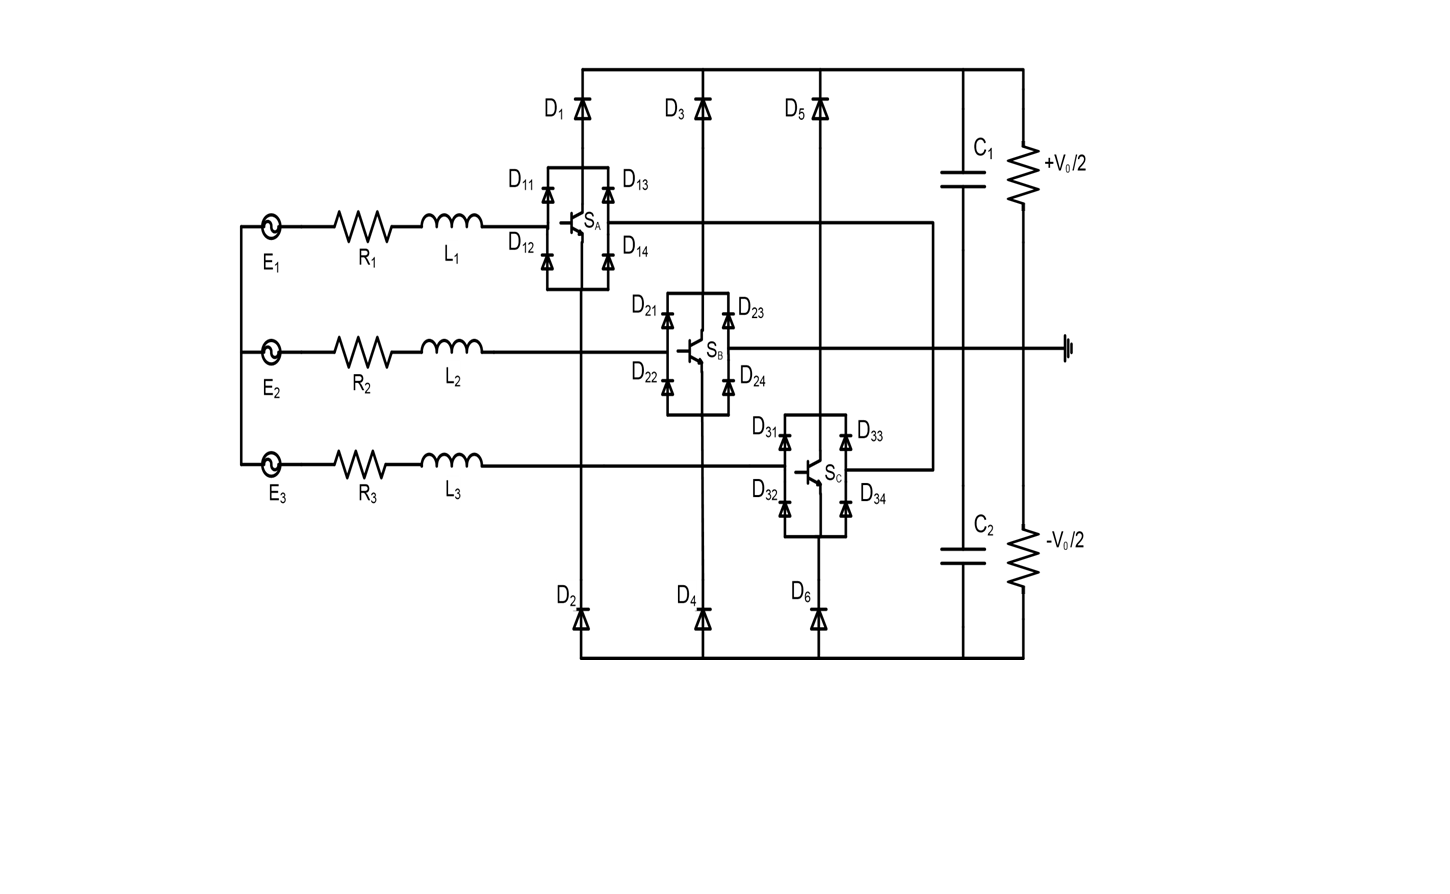 D1 D3 D5
C1 +V0/2
D11 D13
SA
D12 D14
E1 R1 L1
D21 D23
SB
D22 D24
E2 R2 L2
D31 D33
SC
D32 D34
E3 R3 L3
C2 -V0/2
D2 D4 D6